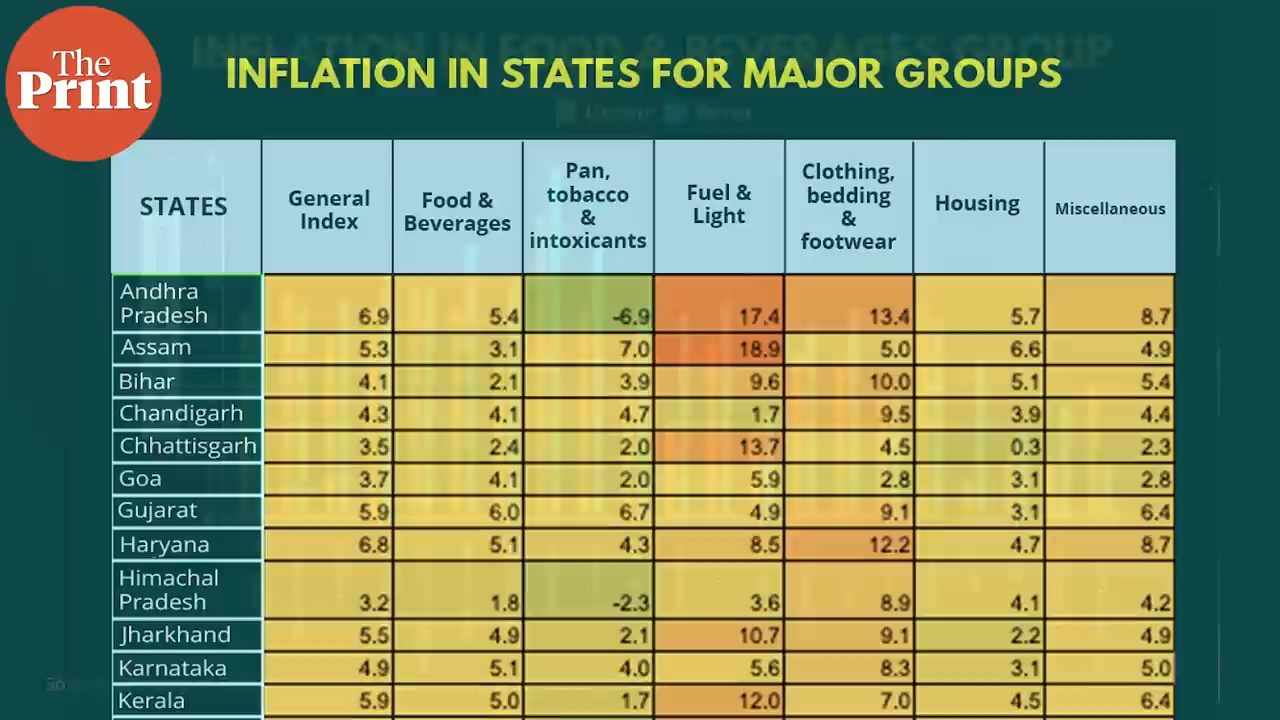 The
Print
INFLATION IN FOOD & BEVERAGES GROUP
INFLATION IN STATES FOR MAJOR GROUPS
STATES
General
Index
Food &
Beverages
Pan,
tobacco
&
intoxicants
Fuel &
Light
Clothing,
bedding
&
footwear
Housing
Miscellaneous
Andhra
Pradesh 6.9 5.4 -6.9 17.4 13.4 5.7 8.7
Assam 5.3 3.1 7.0 18.9 5.0 6.6 4.9
Bihar 4.1 2.1 3.9 9.6 10.0 5.1 5.4
Chandigarh 4.3 4.1 4.7 1.7 9.5 3.9 4.4
Chhattisgarh 3.5 2.4 2.0 13.7 4.5 0.3 2.3
Goa 3.7 4.1 2.0 5.9 2.8 3.1 2.8
Gujarat 5.9 6.0 6.7 4.9 9.1 3.1 6.4
Haryana 6.8 5.1 4.3 8.5 12.2 4.7 8.7
Himachal
Pradesh 3.2 1.8 -2.3 3.6 8.9 4.1 4.2
Jharkhand 5.5 4.9 2.1 10.7 9.1 2.2 4.9
Karnataka 4.9 5.1 4.0 5.6 8.3 3.1 5.0
Kerala 5.9 5.0 1.7 12.0 7.0 4.5 6.4